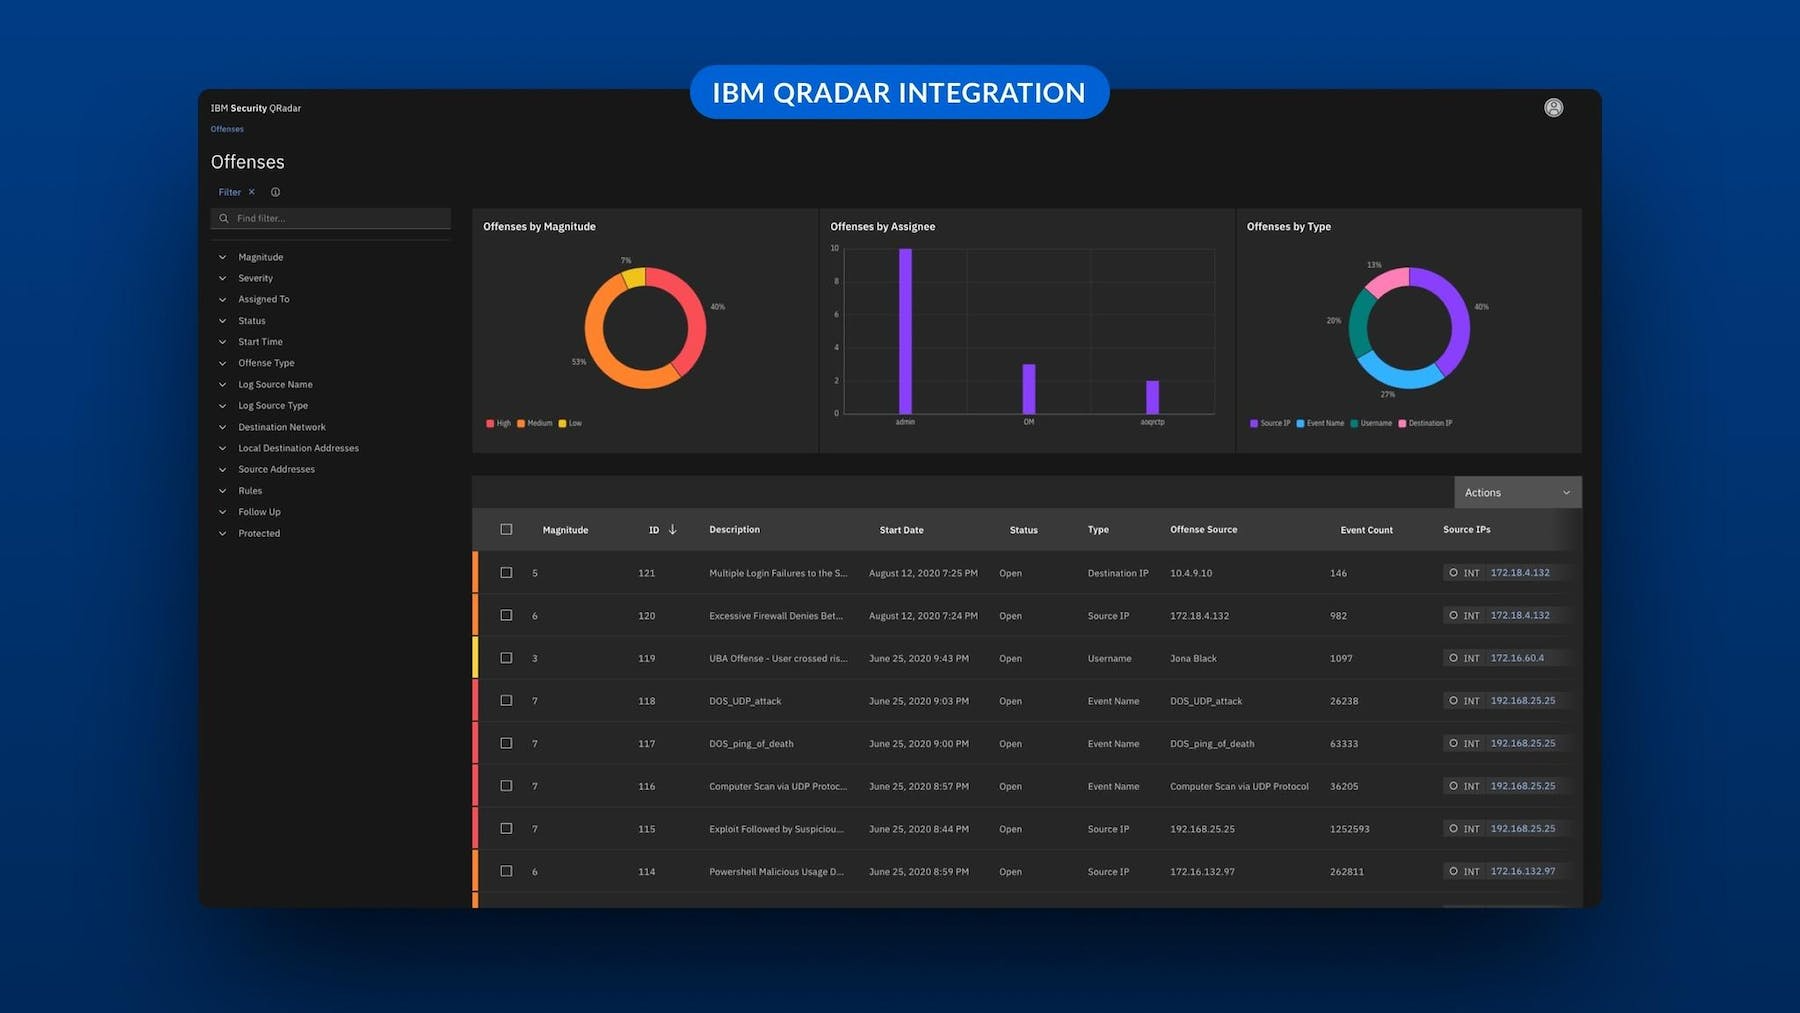 IBM QRADAR INTEGRATION
IBM Security QRadar
Offenses
Offenses
Filter ×
Find filter...
Magnitude
Severity
Assigned To
Status
Start Time
Offense Type
Log Source Name
Log Source Type
Destination Network
Local Destination Addresses
Source Addresses
Rules
Follow Up
Protected
Offenses by Magnitude
7%
40%
53%
High Medium Low
Offenses by Assignee
10
8
6
4
2
0
admin OM aoqrctp
Offenses by Type
13%
40%
20%
27%
Source IP Event Name Username Destination IP
Actions
Magnitude ID Description Start Date Status Type Offense Source Event Count Source IPs
5 121 Multiple Login Failures to the S... August 12, 2020 7:25 PM Open Destination IP 10.4.9.10 146 INT 172.18.4.132
6 120 Excessive Firewall Denies Bet... August 12, 2020 7:24 PM Open Source IP 172.18.4.132 982 INT 172.18.4.132
3 119 UBA Offense - User crossed ris... June 25, 2020 9:43 PM Open Username Jona Black 1097 INT 172.16.60.4
7 118 DOS_UDP_attack June 25, 2020 9:03 PM Open Event Name DOS_UDP_attack 26238 INT 192.168.25.25
7 117 DOS_ping_of_death June 25, 2020 9:00 PM Open Event Name DOS_ping_of_death 63333 INT 192.168.25.25
7 116 Computer Scan via UDP Protoc... June 25, 2020 8:57 PM Open Event Name Computer Scan via UDP Protocol 36205 INT 192.168.25.25
7 115 Exploit Followed by Suspiciou... June 25, 2020 8:44 PM Open Source IP 192.168.25.25 1252593 INT 192.168.25.25
6 114 Powershell Malicious Usage D... June 25, 2020 8:59 PM Open Source IP 172.16.132.97 262811 INT 172.16.132.97